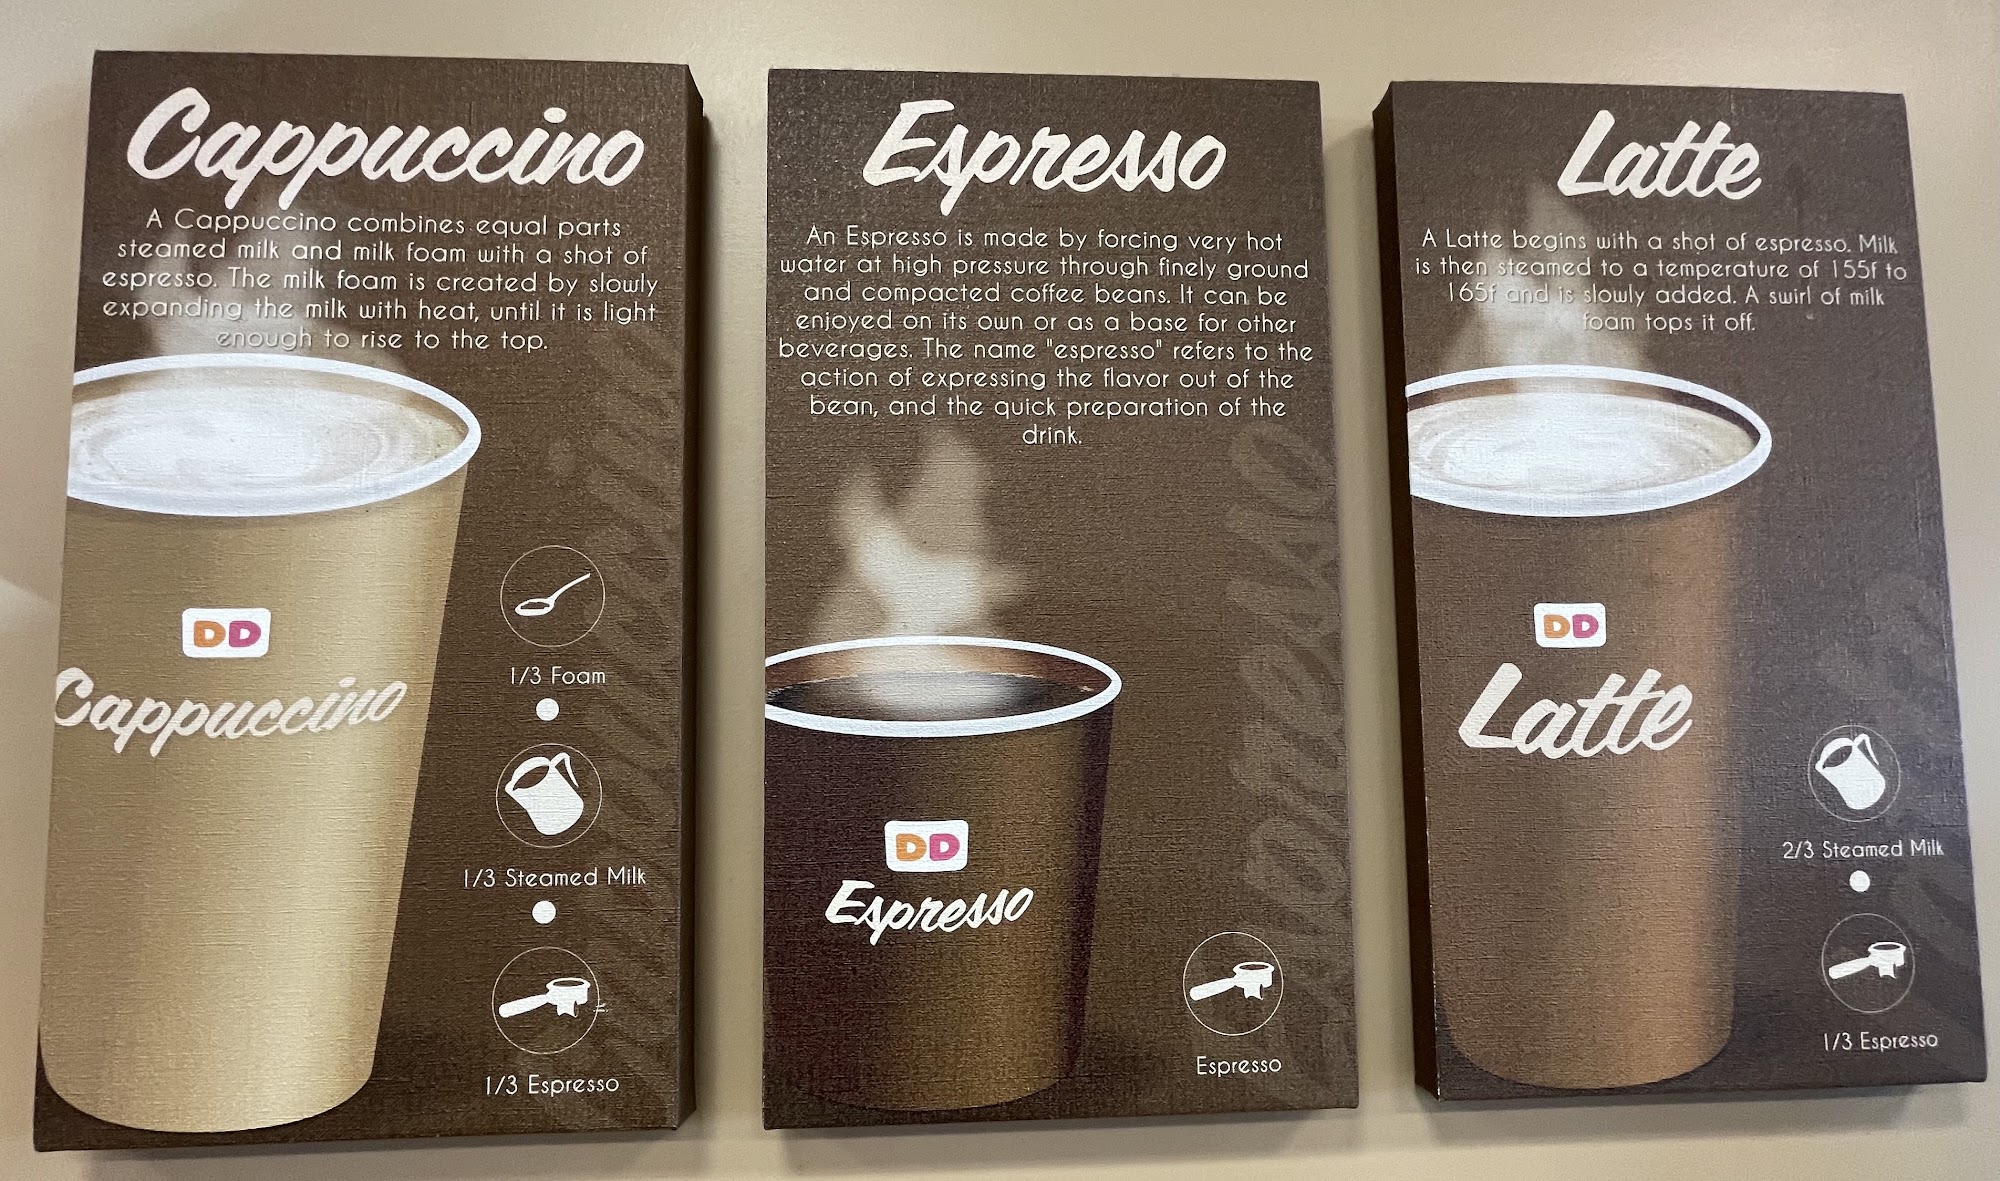 Cappuccino
A Cappuccino combines equal parts
steamed milk and milk foam with a shot of
espresso. The milk foam is created by slowly
expanding the milk with heat, until it is light
enough to rise to the top.
DD
Cappuccino
1/3 Foam
1/3 Steamed Milk
1/3 Espresso
Espresso
An Espresso is made by forcing very hot
water at high pressure through finely ground
and compacted coffee beans. It can be
enjoyed on its own or as a base for other
beverages. The name "espresso" refers to the
action of expressing the flavor out of the
bean, and the quick preparation of the
drink.
DD
Espresso
Espresso
Latte
A Latte begins with a shot of espresso. Milk
is then steamed to a temperature of 155f to
165f and is slowly added. A swirl of milk
foam tops it off.
DD
Latte
2/3 Steamed Milk
1/3 Espresso